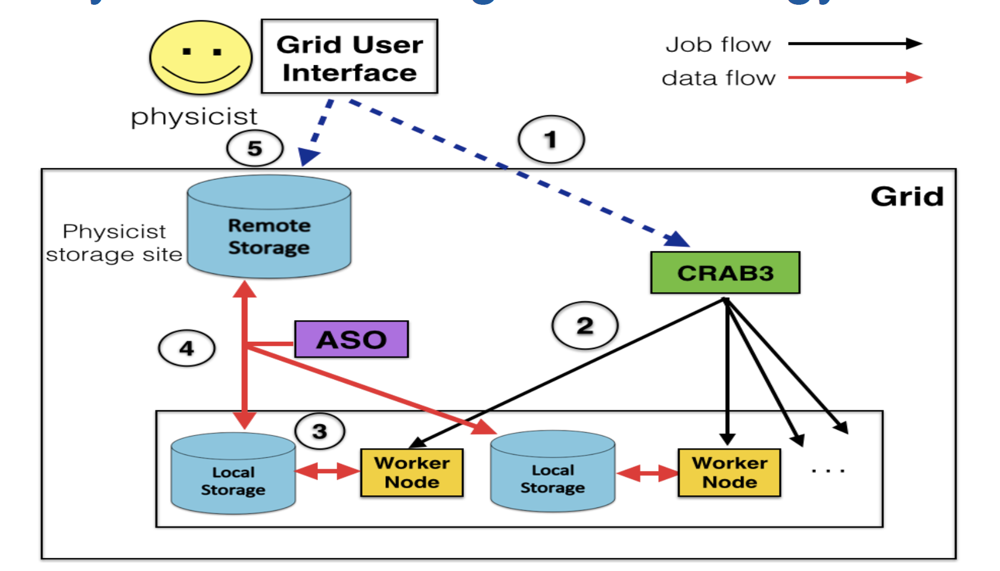 Grid User
Interface
Job flow
data flow
physicist
5
1
Grid
Physicist
storage site
Remote
Storage
CRAB3
2
4
ASO
3
Local
Storage
Worker
Node
Local
Storage
Worker
Node
...